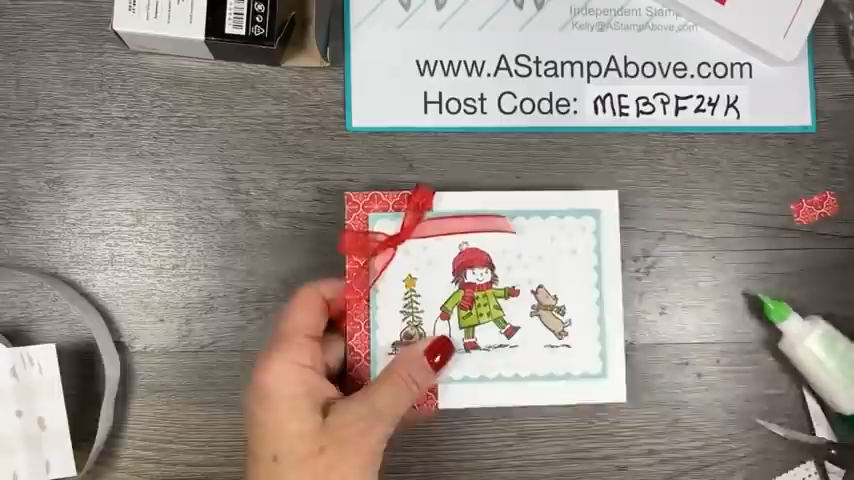 Independent Stamp
Kelly@AStampAbove.com
www.AStampAbove.com
Host Code: MEBPF24K